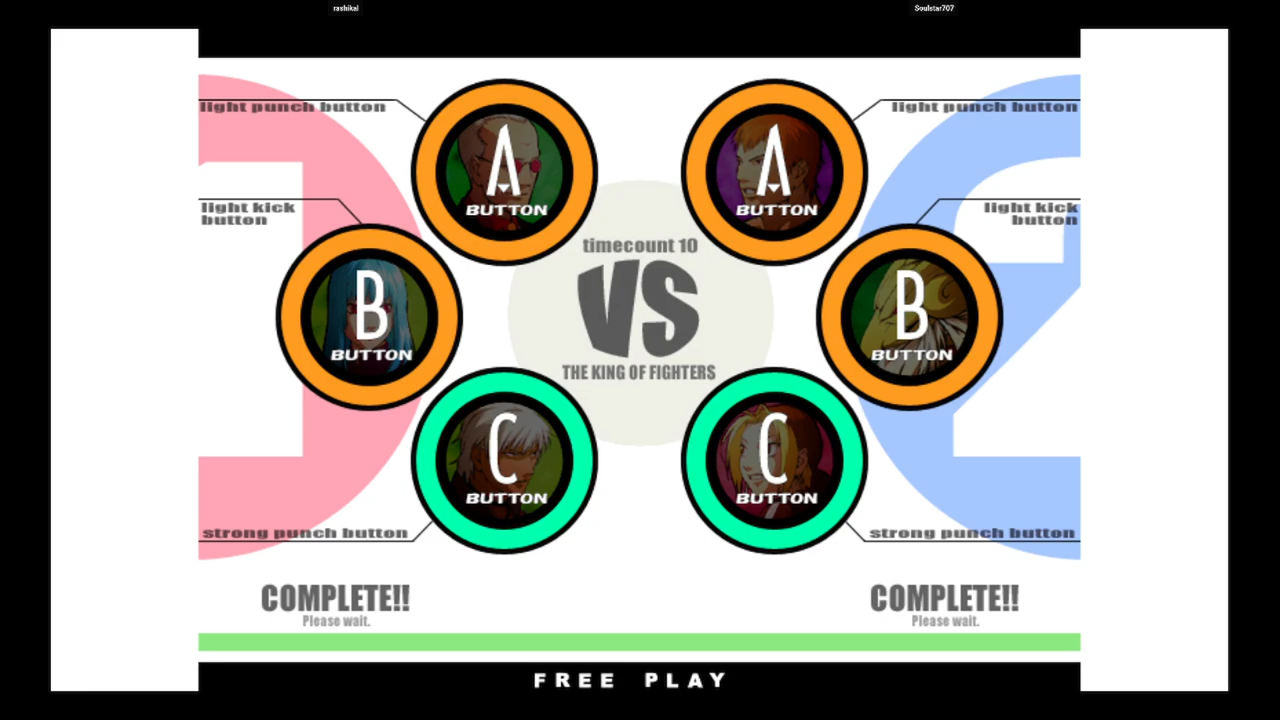 rashikal
Soulstar707
light punch button
light punch button
A
BUTTON
A
BUTTON
light kick
button
light kick
button
timecount 10
VS
THE KING OF FIGHTERS
B
BUTTON
B
BUTTON
C
BUTTON
C
BUTTON
strong punch button
strong punch button
COMPLETE!!
Please wait.
COMPLETE!!
Please wait.
FREE PLAY
1
2